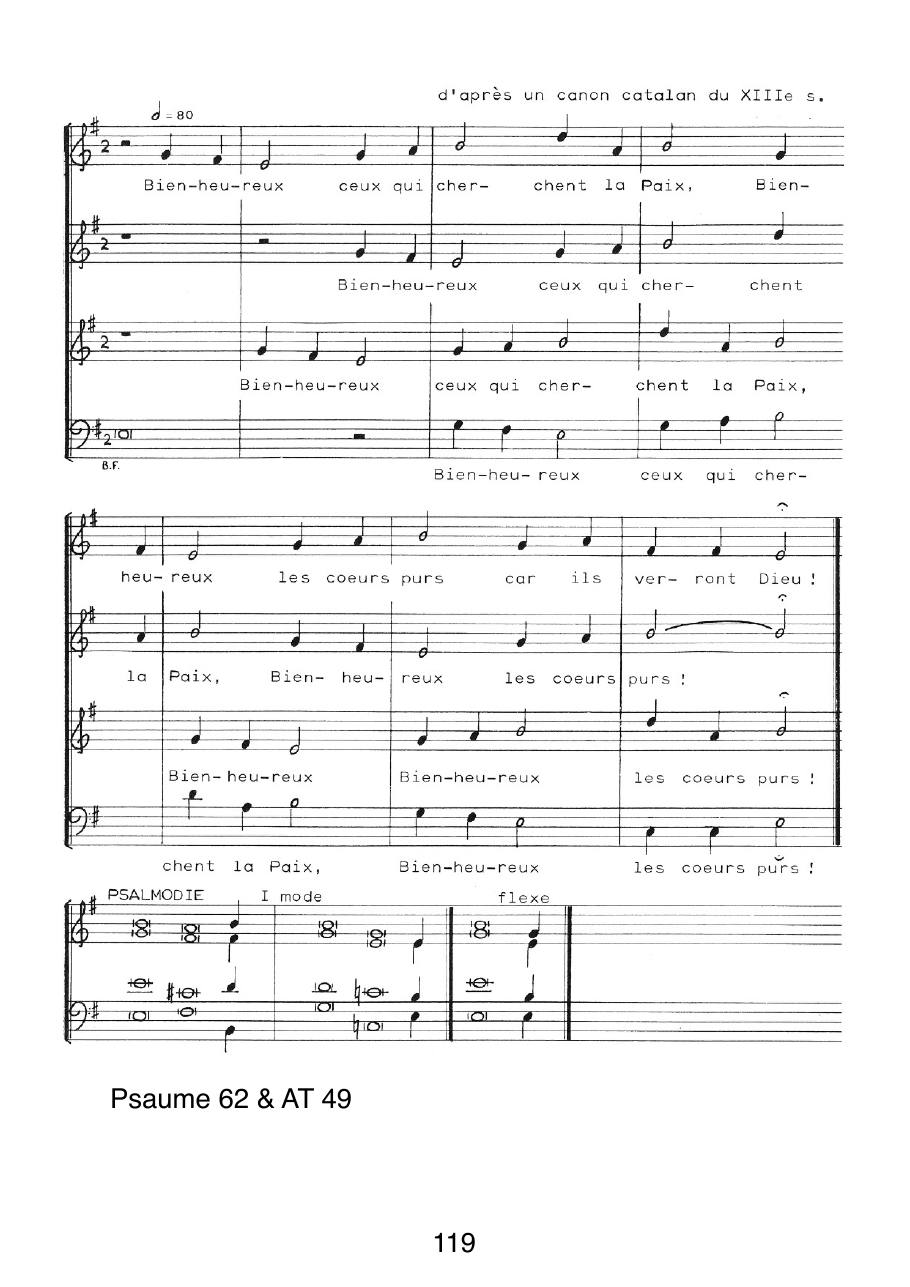 d'après un canon catalan du XIIIe s.
= 80
2
Bien-heu-reux ceux qui cher- chent la Paix, Bien-
2
Bien-heu-reux ceux qui cher- chent
2
Bien-heu-reux ceux qui cher- chent la Paix,
2
B.F.
Bien-heu- reux ceux qui cher-
heu- reux les coeurs purs car ils ver- ront Dieu !
la Paix, Bien- heu- reux les coeurs purs !
Bien- heu-reux Bien-heu-reux les coeurs purs !
chent la Paix, Bien-heu-reux les coeurs purs !
PSALMODIE I mode flexe
Psaume 62 & AT 49
119